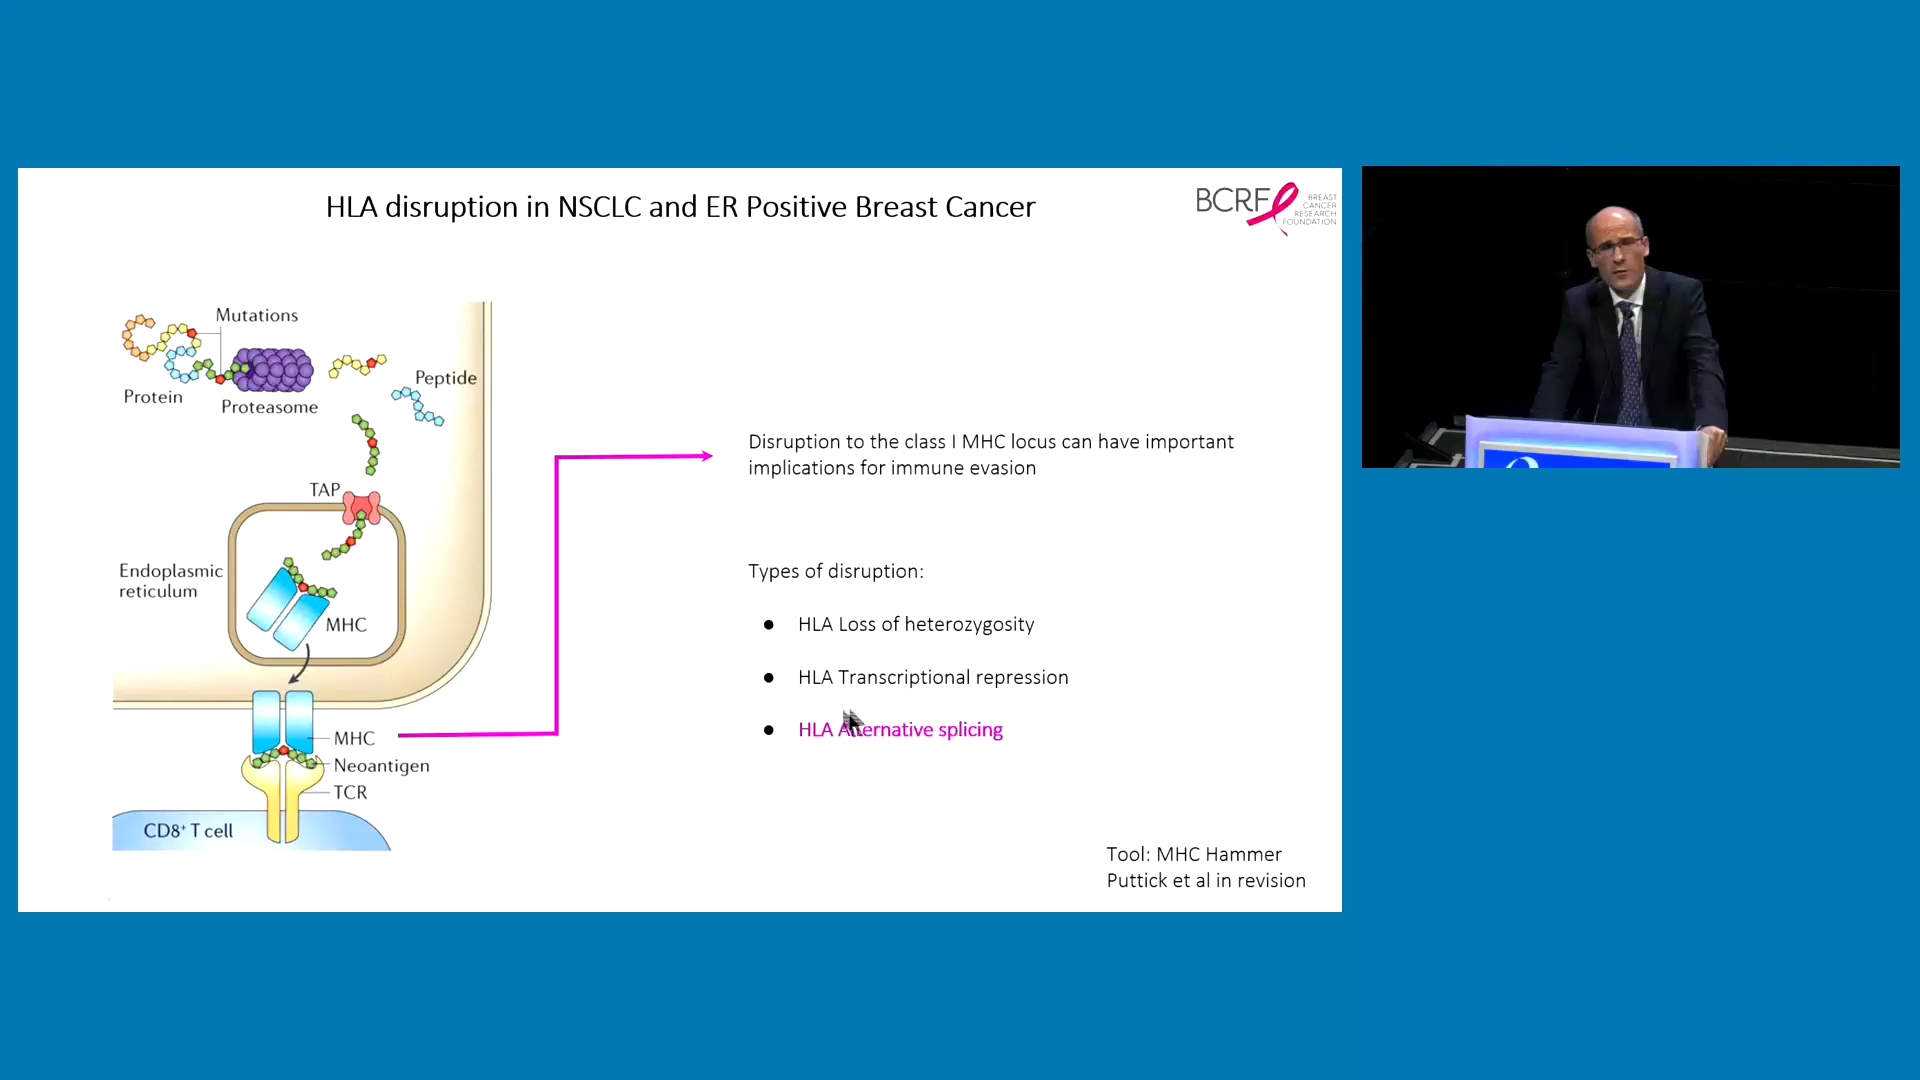 HLA disruption in NSCLC and ER Positive Breast Cancer
BCRF
BREAST
CANCER
RESEARCH
FOUNDATION
Mutations
Protein
Proteasome
Peptide
TAP
Endoplasmic
reticulum
MHC
MHC
Neoantigen
TCR
CD8⁺ T cell
Disruption to the class I MHC locus can have important
implications for immune evasion
Types of disruption:
● HLA Loss of heterozygosity
● HLA Transcriptional repression
● HLA Alternative splicing
Tool: MHC Hammer
Puttick et al in revision